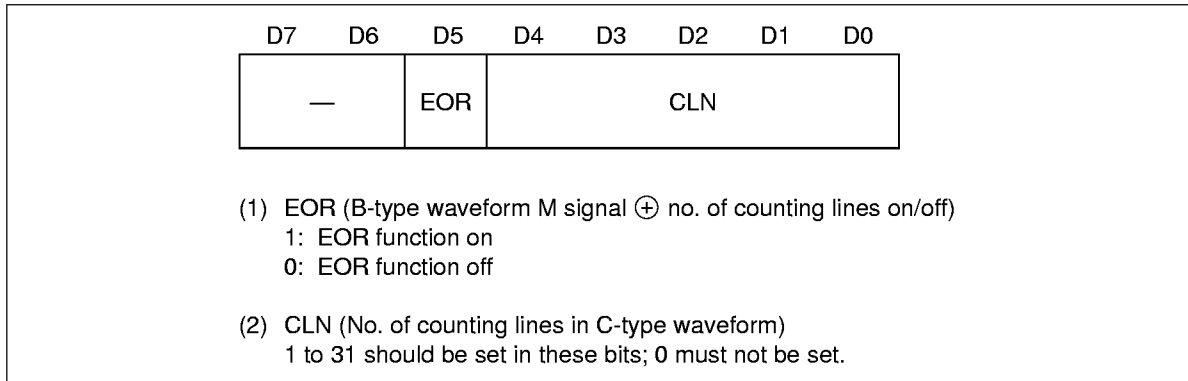 D7 D6 D5 D4 D3 D2 D1 D0
— EOR CLN
(1) EOR (B-type waveform M signal ⊕ no. of counting lines on/off)
1: EOR function on
0: EOR function off
(2) CLN (No. of counting lines in C-type waveform)
1 to 31 should be set in these bits; 0 must not be set.